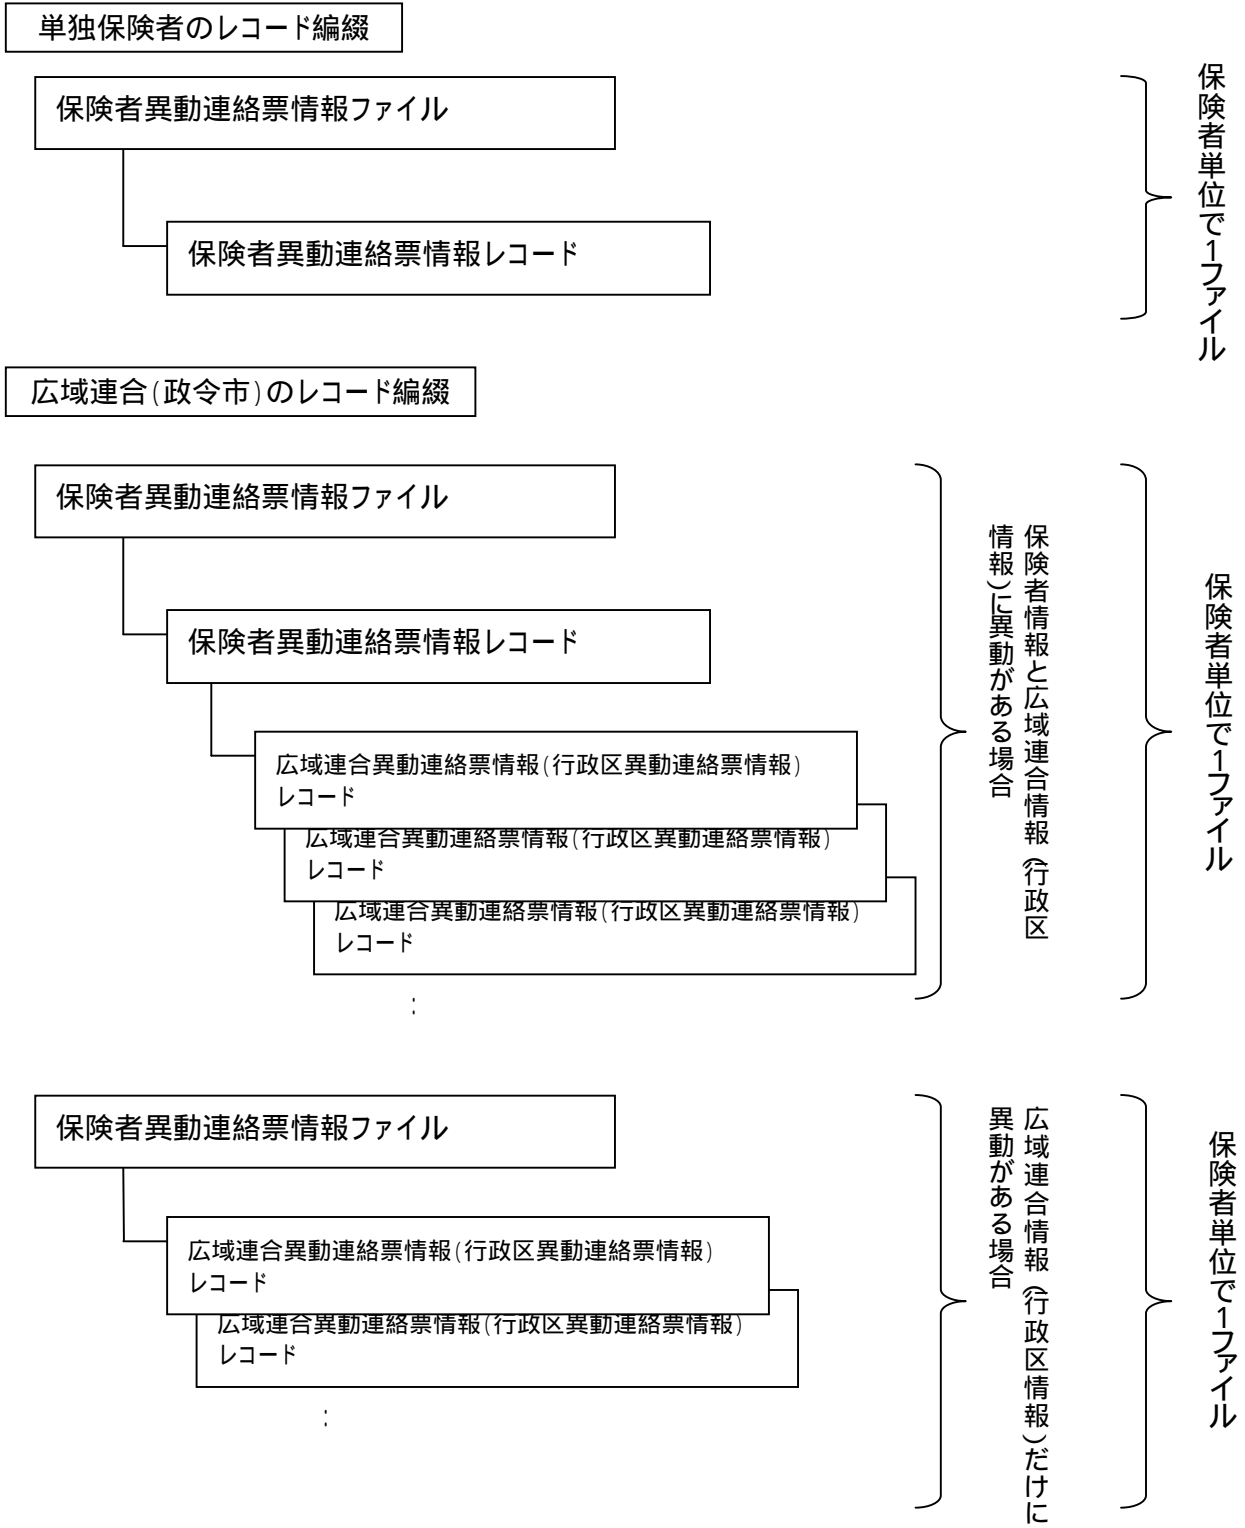 単独保険者のレコード編綴
保険者異動連絡票情報ファイル
保険者異動連絡票情報レコード
保険者単位で1ファイル
広域連合(政令市)のレコード編綴
保険者異動連絡票情報ファイル
保険者異動連絡票情報レコード
広域連合異動連絡票情報(行政区異動連絡票情報)
レコード
広域連合異動連絡票情報(行政区異動連絡票情報)
レコード
広域連合異動連絡票情報(行政区異動連絡票情報)
レコード
:
保険者情報と広域連合情報(行政区
情報)に異動がある場合
保険者単位で1ファイル
保険者異動連絡票情報ファイル
広域連合異動連絡票情報(行政区異動連絡票情報)
レコード
広域連合異動連絡票情報(行政区異動連絡票情報)
レコード
:
広域連合情報(行政区情報)だけに
異動がある場合
保険者単位で1ファイル